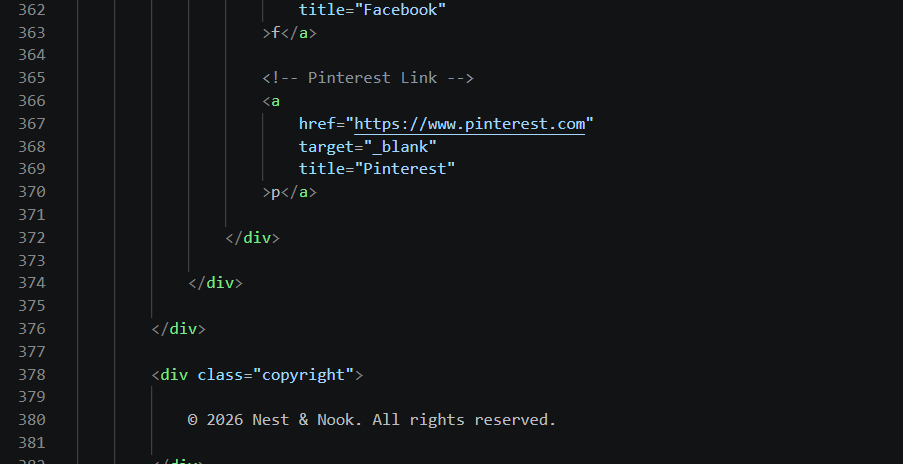 362 title="Facebook"
363 >f</a>
364
365 <!-- Pinterest Link -->
366 <a
367 href="https://www.pinterest.com"
368 target="_blank"
369 title="Pinterest"
370 >p</a>
371
372 </div>
373
374 </div>
375
376 </div>
377
378 <div class="copyright">
379
380 © 2026 Nest & Nook. All rights reserved.
381
382 </div>